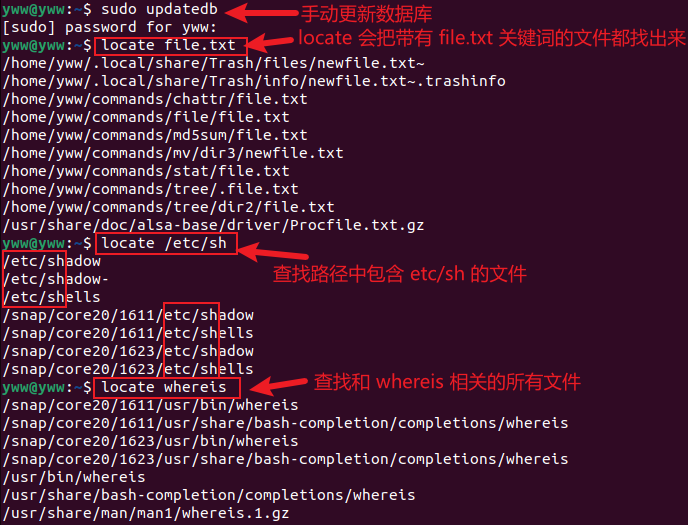 yww@yww:~$ sudo updatedb 手动更新数据库
[sudo] password for yww:
yww@yww:~$ locate file.txt locate 会把带有 file.txt 关键词的文件都找出来
/home/yww/.local/share/Trash/files/newfile.txt~
/home/yww/.local/share/Trash/info/newfile.txt~.trashinfo
/home/yww/commands/chattr/file.txt
/home/yww/commands/file/file.txt
/home/yww/commands/md5sum/file.txt
/home/yww/commands/mv/dir3/newfile.txt
/home/yww/commands/stat/file.txt
/home/yww/commands/tree/.file.txt
/home/yww/commands/tree/dir2/file.txt
/usr/share/doc/alsa-base/driver/Procfile.txt.gz
yww@yww:~$ locate /etc/sh
/etc/shadow
查找路径中包含 etc/sh 的文件
/etc/shadow-
/etc/shells
/snap/core20/1611/etc/shadow
/snap/core20/1611/etc/shells
/snap/core20/1623/etc/shadow
/snap/core20/1623/etc/shells
yww@yww:~$ locate whereis 查找和 whereis 相关的所有文件
/snap/core20/1611/usr/bin/whereis
/snap/core20/1611/usr/share/bash-completion/completions/whereis
/snap/core20/1623/usr/bin/whereis
/snap/core20/1623/usr/share/bash-completion/completions/whereis
/usr/bin/whereis
/usr/share/bash-completion/completions/whereis
/usr/share/man/man1/whereis.1.gz